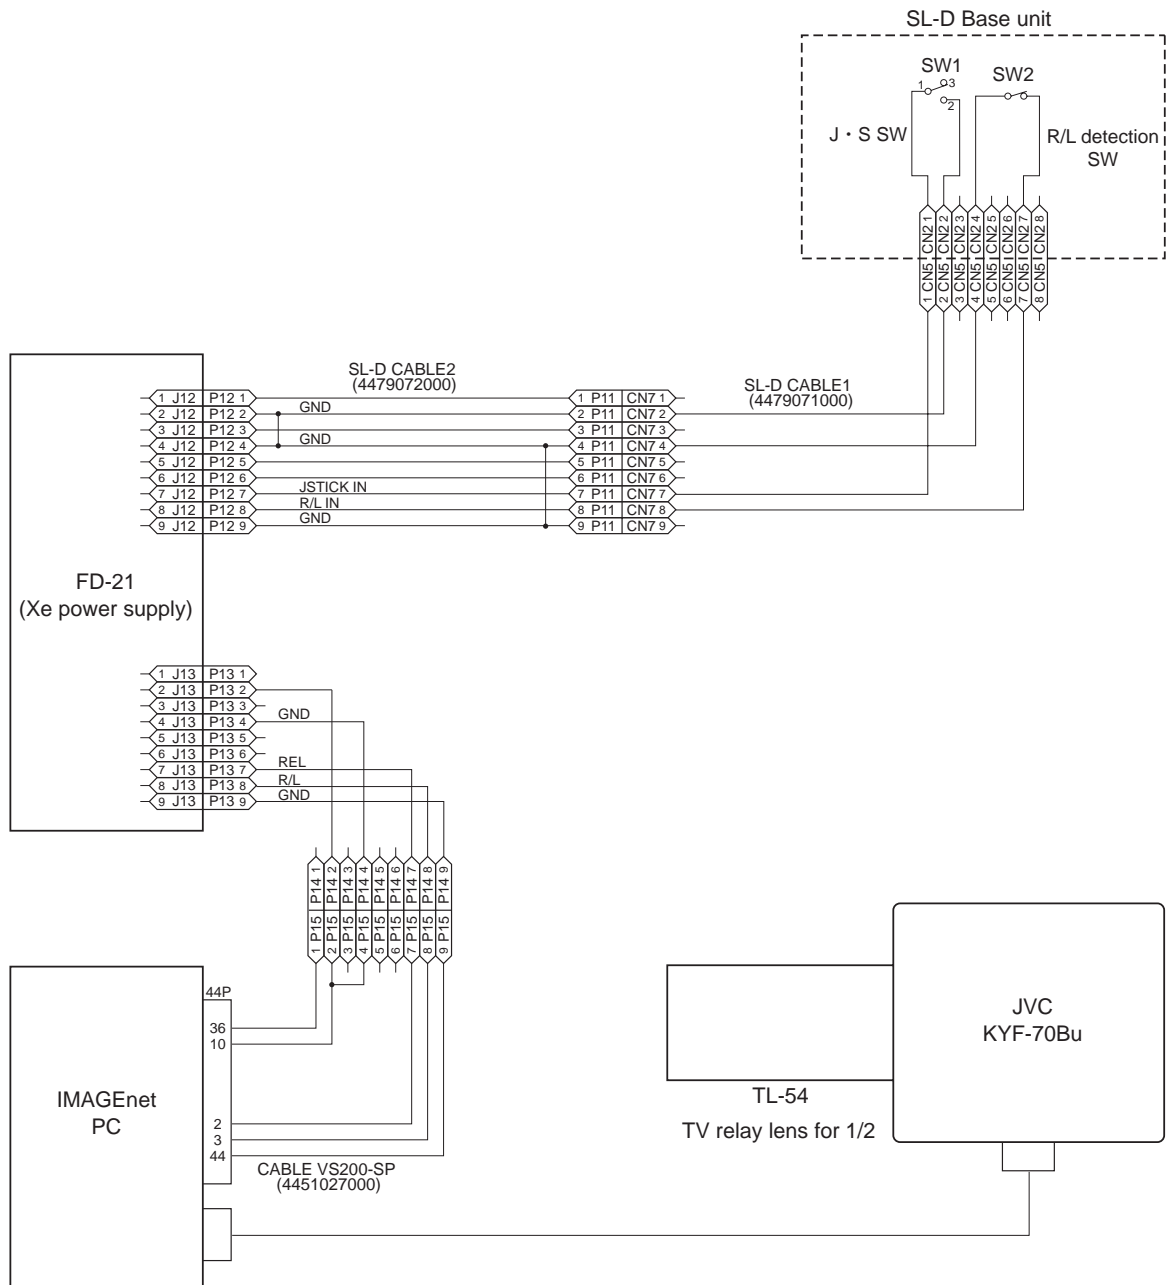 SL-D Base unit
SW1
SW2
1
3
2
J・S SW
R/L detection
SW
CN2 1
CN2 2
CN2 3
CN2 4
CN2 5
CN2 6
CN2 7
CN2 8
1 CN5
2 CN5
3 CN5
4 CN5
5 CN5
6 CN5
7 CN5
8 CN5
SL-D CABLE2
(4479072000)
SL-D CABLE1
(4479071000)
1 J12 P12 1 1 P11 CN7 1
2 J12 P12 2 GND 2 P11 CN7 2
3 J12 P12 3 3 P11 CN7 3
4 J12 P12 4 GND 4 P11 CN7 4
5 J12 P12 5 5 P11 CN7 5
6 J12 P12 6 6 P11 CN7 6
7 J12 P12 7 JSTICK IN 7 P11 CN7 7
8 J12 P12 8 R/L IN 8 P11 CN7 8
9 J12 P12 9 GND 9 P11 CN7 9
FD-21
(Xe power supply)
1 J13 P13 1
2 J13 P13 2
3 J13 P13 3
4 J13 P13 4 GND
5 J13 P13 5
6 J13 P13 6
7 J13 P13 7 REL
8 J13 P13 8 R/L
9 J13 P13 9 GND
1 P15 P14 1
2 P15 P14 2
3 P15 P14 3
4 P15 P14 4
5 P15 P14 5
6 P15 P14 6
7 P15 P14 7
8 P15 P14 8
9 P15 P14 9
44P
36
10
2
3
44
IMAGEnet
PC
CABLE VS200-SP
(4451027000)
JVC
KYF-70Bu
TL-54
TV relay lens for 1/2